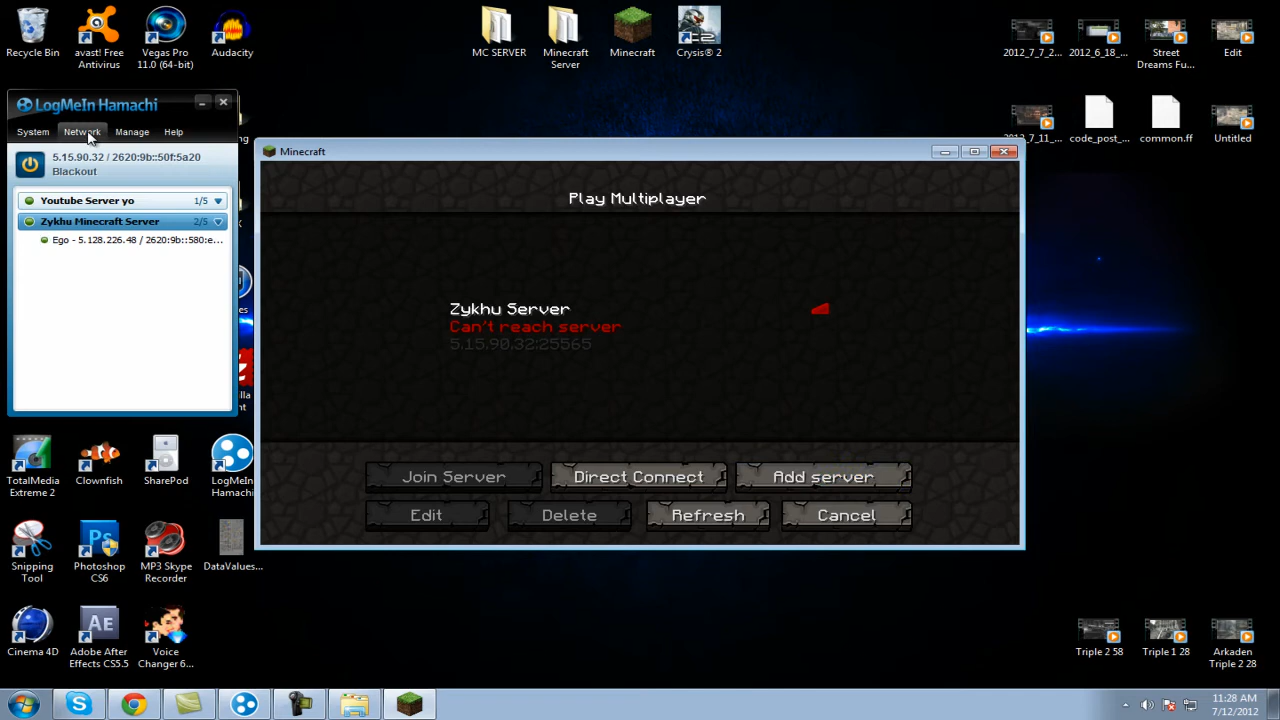 Recycle Bin
avast! Free
Antivirus
Vegas Pro
11.0 (64-bit)
Audacity
MC SERVER
Minecraft
Server
Minecraft
Crysis® 2
2012_7_7_2...
2012_6_18_...
Street
Dreams Fu...
Edit
2012_7_11_...
code_post_...
common.ff
Untitled
LogMeIn Hamachi
System
Network
Manage
Help
5.15.90.32 / 2620:9b::50f:5a20
Blackout
Youtube Server yo
1/5
Zykhu Minecraft Server
2/5
Ego - 5.128.226.48 / 2620:9b::580:e...
Minecraft
Play Multiplayer
Zykhu Server
Can't reach server
5.15.90.32:25565
Join Server
Direct Connect
Add server
Edit
Delete
Refresh
Cancel
TotalMedia
Extreme 2
Clownfish
SharePod
LogMeIn
Hamachi
Snipping
Tool
Photoshop
CS6
MP3 Skype
Recorder
DataValues...
Cinema 4D
Adobe After
Effects CS5.5
Voice
Changer 6...
Triple 2 58
Triple 1 28
Arkaden
Triple 2 28
11:28 AM
7/12/2012